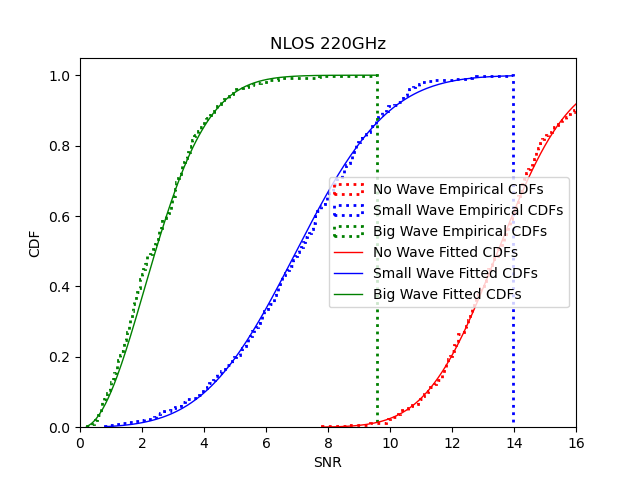 NLOS 220GHz
CDF
1.0
0.8
0.6
0.4
0.2
0.0
No Wave Empirical CDFs
Small Wave Empirical CDFs
Big Wave Empirical CDFs
No Wave Fitted CDFs
Small Wave Fitted CDFs
Big Wave Fitted CDFs
0 2 4 6 8 10 12 14 16
SNR